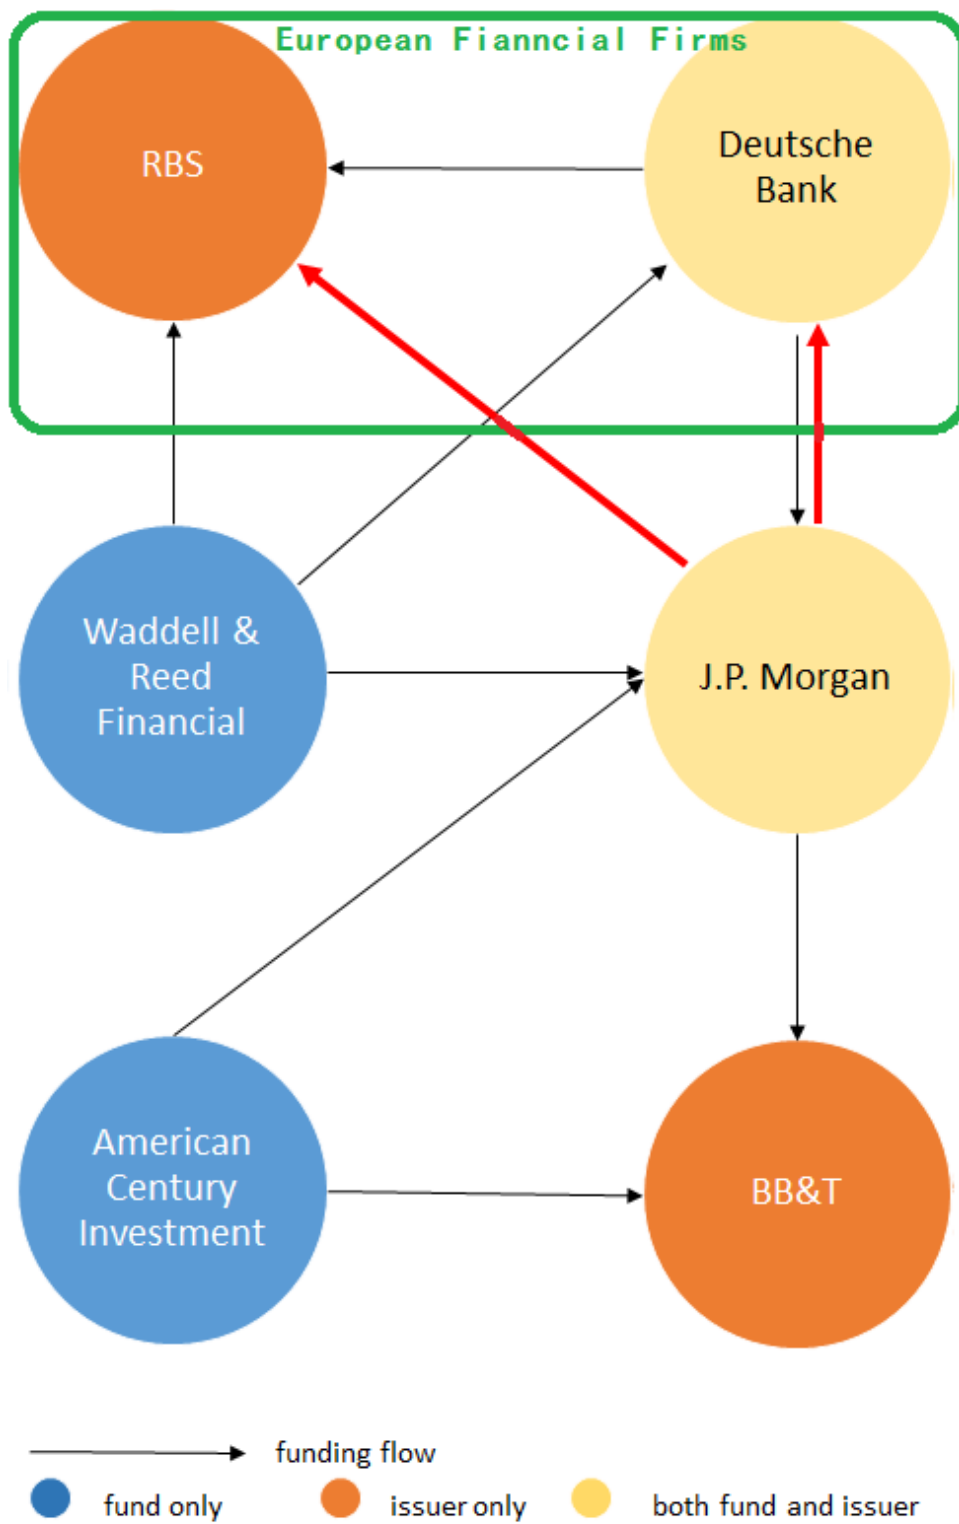 European Fianncial Firms
RBS
Deutsche
Bank
Waddell &
Reed
Financial
J.P. Morgan
American
Century
Investment
BB&T
funding flow
fund only
issuer only
both fund and issuer